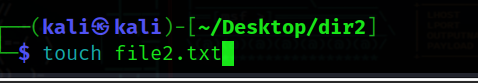 ┌──(kali㉿kali)-[~/Desktop/dir2]
└─$ touch file2.txt